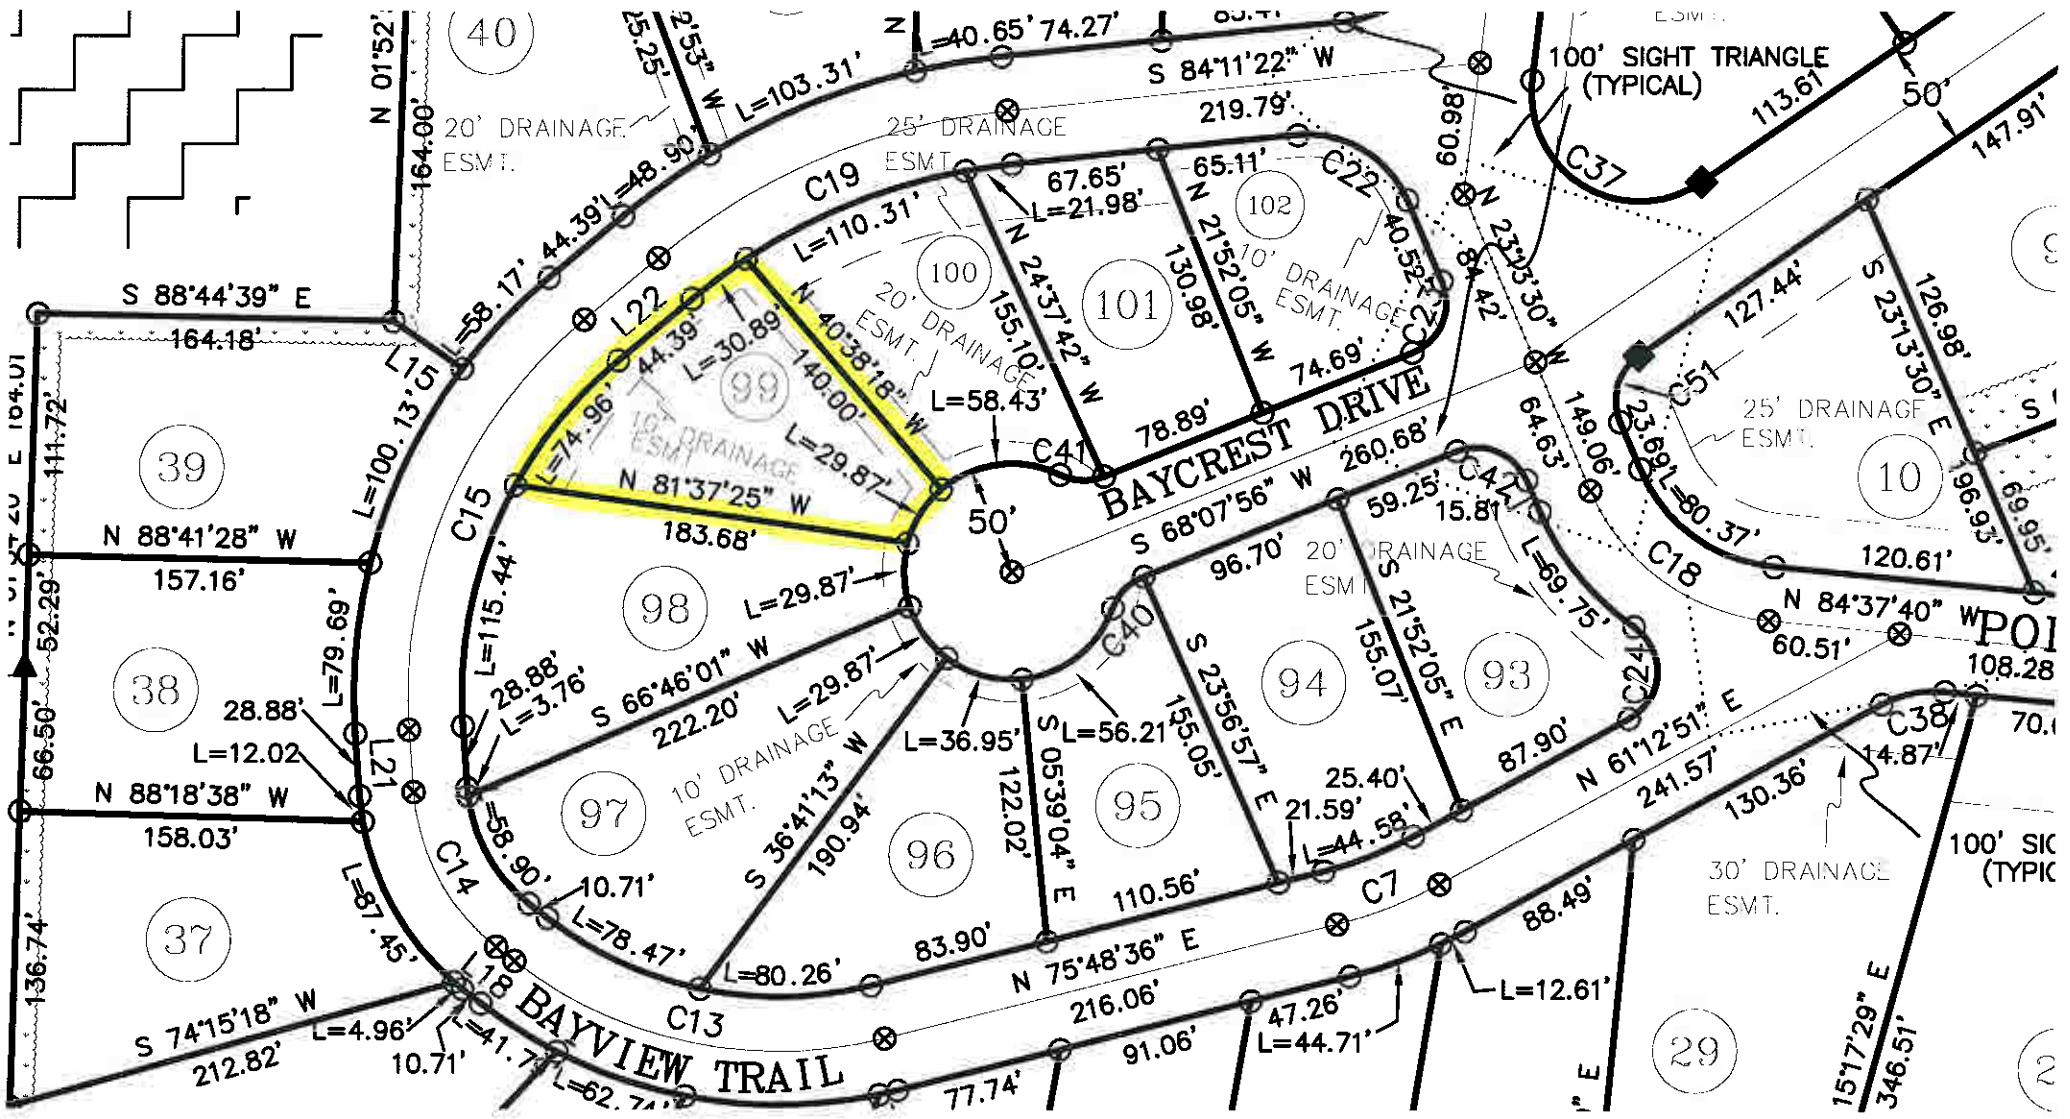 40
N 01°52'
164.00'
25.25'
2'53" W
20' DRAINAGE
ESMT.
L=103.31'
N
L=40.65'
74.27'
S 84°11'22" W
219.79'
25' DRAINAGE
ESMT.
100' SIGHT TRIANGLE
(TYPICAL)
60.98'
C37
113.61
50'
147.91'
L=48.90'
44.39'
L=58.17'
C19
L=110.31'
L=21.98'
67.65'
65.11'
C22
102
40.52'
10' DRAINAGE
ESMT.
N 23°13'30" W
84.42'
127.44'
S 23°13'30" E
126.98'
S 88°44'39" E
164.18'
L15
L22
44.39'
L=30.89'
99
N 40°38'18" W
140.00'
100
20' DRAINAGE
ESMT.
N 24°37'42" W
155.10'
101
N 21°52'05" W
130.98'
74.69'
78.89'
BAYCREST DRIVE
L=58.43'
C41
50'
S 68°07'56" W
260.68'
64.63'
149.06'
C51
23.69'
25' DRAINAGE
ESMT.
10
L=80.37'
196.93'
69.95'
39
111.72'
L=100.13'
C15
L=74.96'
DRAINAGE
ESMT.
L=29.87'
N 81°37'25" W
183.68'
N 88°41'28" W
157.16'
52.29'
38
L=79.69'
L=115.44'
98
L=29.87'
S 66°46'01" W
222.20'
L=29.87'
28.88'
L=3.76'
28.88'
L=12.02
L21
66.50'
N 88°18'38" W
158.03'
C40
96.70'
59.25'
C42
15.81'
20' DRAINAGE
ESMT.
L=69.75'
C18
120.61'
N 84°37'40" W
60.51'
POI
108.28
S 23°56'57" E
155.05'
94
S 21°52'05" E
155.07'
93
C24
87.90'
N 61°12'51" E
241.57'
C38
14.87'
70.
130.36'
L=36.95'
L=56.21'
S 05°39'04" E
122.02'
95
97
10' DRAINAGE
ESMT.
S 36°41'13" W
190.94'
96
25.40'
21.59'
L=44.58'
C7
110.56'
83.90'
N 75°48'36" E
216.06'
L=80.26'
C13
L=78.47'
10.71'
L=58.90'
C14
L=87.45'
37
136.74'
S 74°15'18" W
212.82'
L=4.96'
L18
10.71'
BAYVIEW TRAIL
77.74'
91.06'
47.26'
L=44.71'
L=12.61'
88.49'
30' DRAINAGE
ESMT.
29
15°17'29" E
346.51'